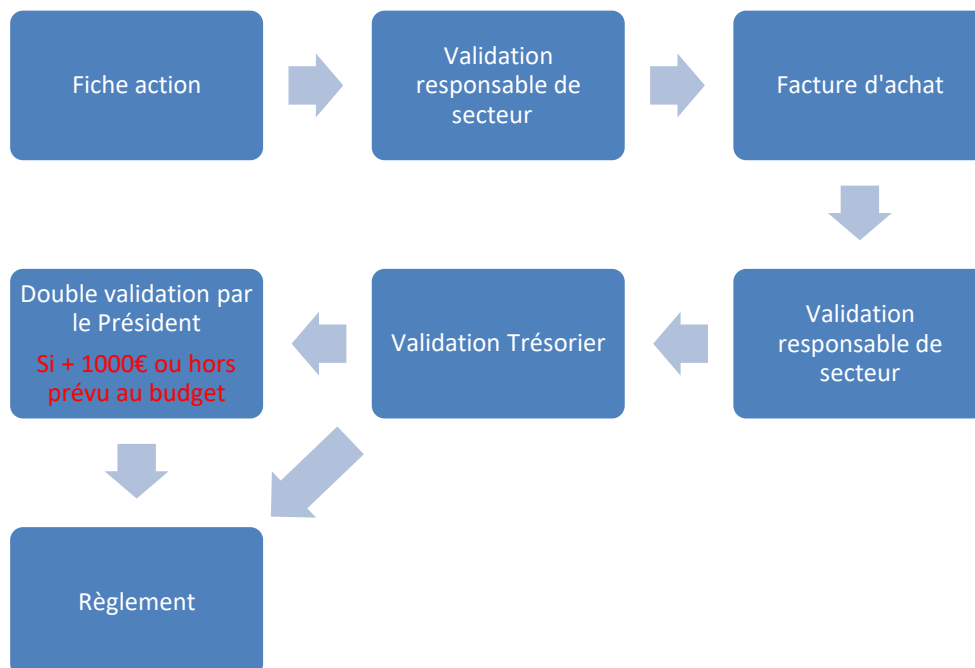 Fiche action
Validation
responsable de
secteur
Facture d'achat
Validation
responsable de
secteur
Validation Trésorier
Double validation par
le Président
Si + 1000€ ou hors
prévu au budget
Règlement